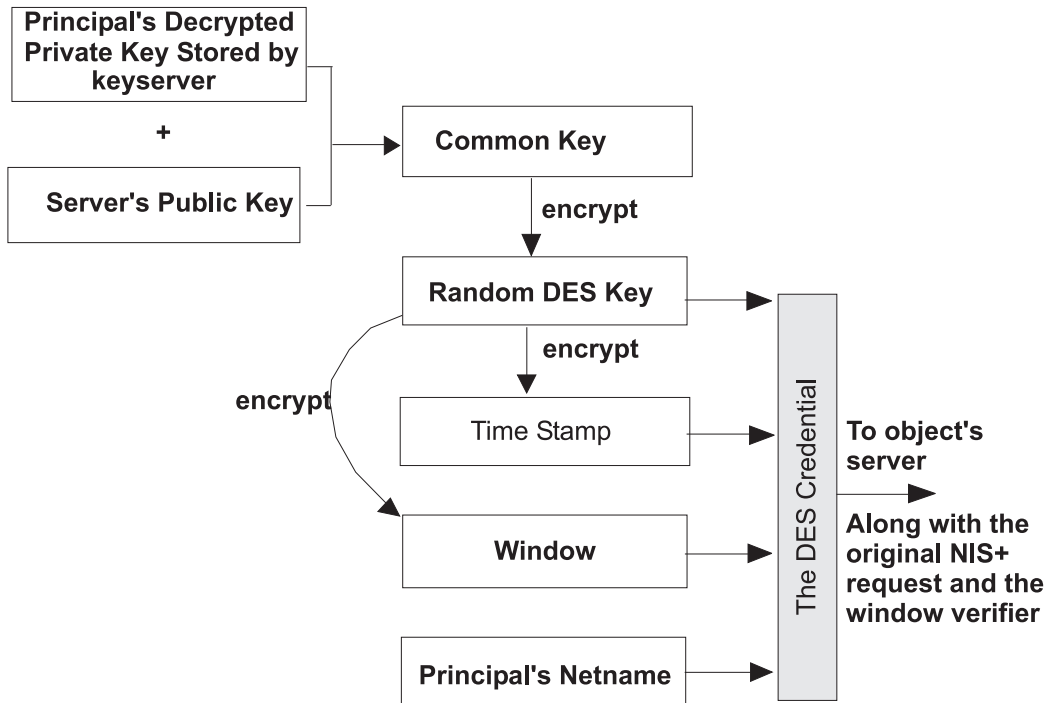 Principal's Decrypted
Private Key Stored by
keyserver
+
Server's Public Key
Common Key
encrypt
Random DES Key
encrypt
encrypt
Time Stamp
Window
Principal's Netname
The DES Credential
To object's
server
Along with the
original NIS+
request and the
window verifier